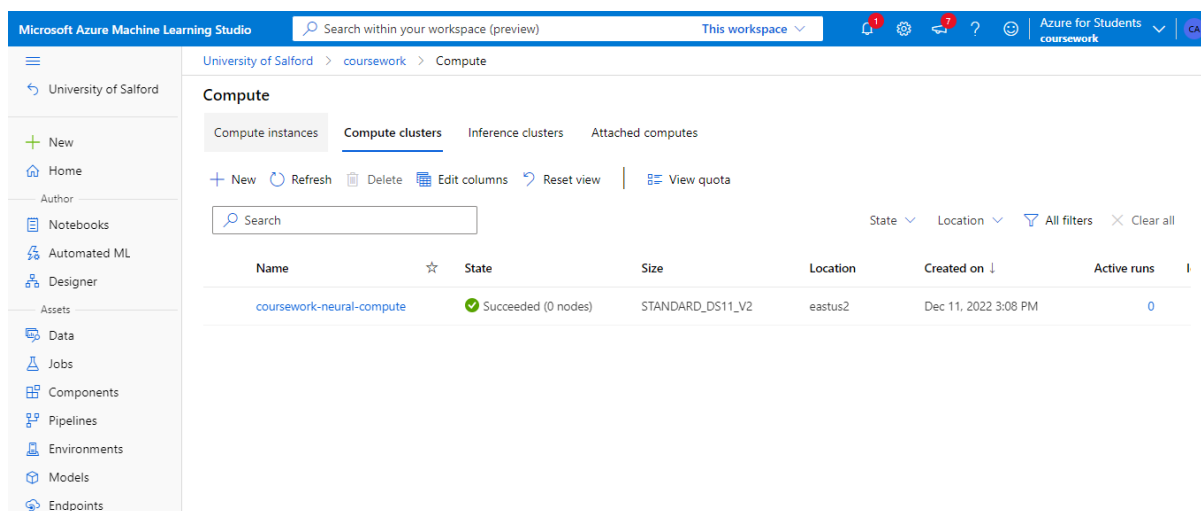 Microsoft Azure Machine Learning Studio
Search within your workspace (preview)
This workspace
1
7
?
Azure for Students
coursework
CA
University of Salford
University of Salford > coursework > Compute
Compute
Compute instances
Compute clusters
Inference clusters
Attached computes
New
Home
Author
Notebooks
Automated ML
Designer
Assets
Data
Jobs
Components
Pipelines
Environments
Models
Endpoints
New
Refresh
Delete
Edit columns
Reset view
View quota
Search
State
Location
All filters
Clear all
Name State Size Location Created on ↓ Active runs
coursework-neural-compute Succeeded (0 nodes) STANDARD_DS11_V2 eastus2 Dec 11, 2022 3:08 PM 0